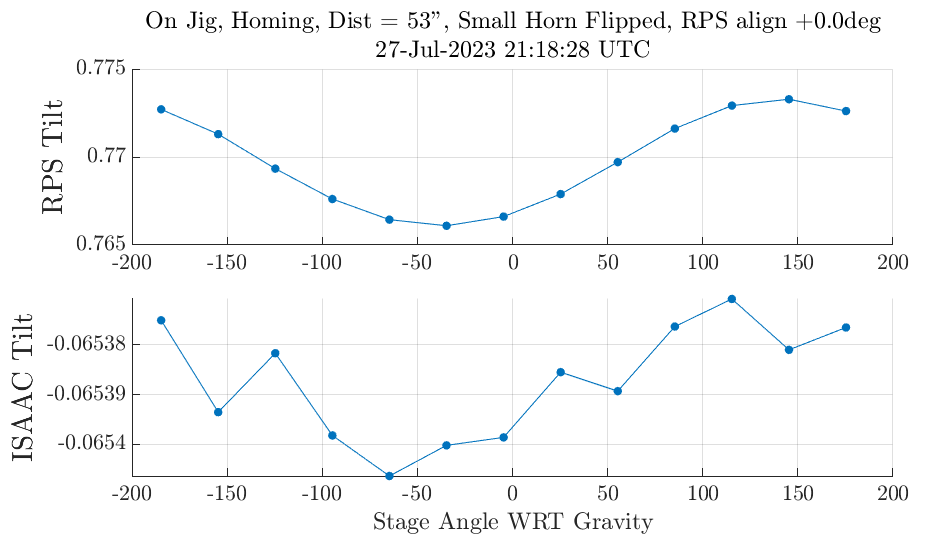 On Jig, Homing, Dist = 53", Small Horn Flipped, RPS align +0.0deg
27-Jul-2023 21:18:28 UTC
RPS Tilt
0.775
0.77
0.765
-200 -150 -100 -50 0 50 100 150 200
ISAAC Tilt
-0.06538
-0.06539
-0.0654
-200 -150 -100 -50 0 50 100 150 200
Stage Angle WRT Gravity